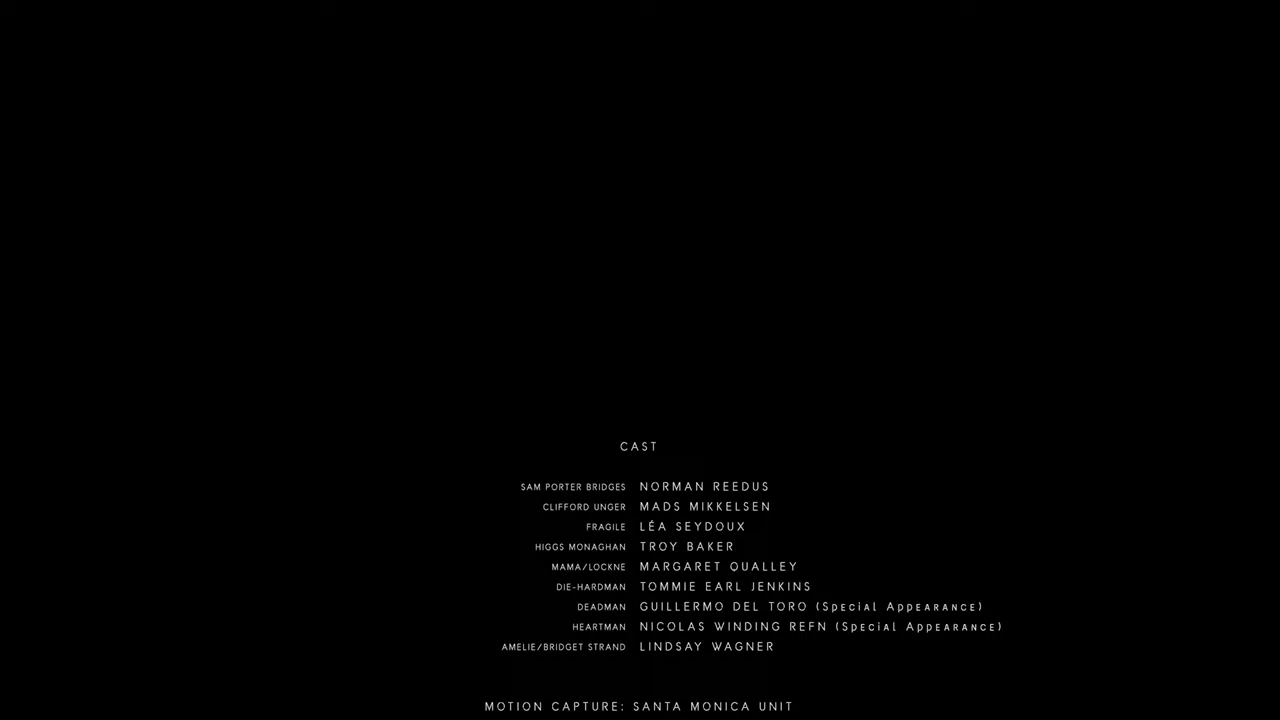 CAST
SAM PORTER BRIDGES NORMAN REEDUS
CLIFFORD UNGER MADS MIKKELSEN
FRAGILE LÉA SEYDOUX
HIGGS MONAGHAN TROY BAKER
MAMA/LOCKNE MARGARET QUALLEY
DIE-HARDMAN TOMMIE EARL JENKINS
DEADMAN GUILLERMO DEL TORO (Special Appearance)
HEARTMAN NICOLAS WINDING REFN (Special Appearance)
AMELIE/BRIDGET STRAND LINDSAY WAGNER
MOTION CAPTURE: SANTA MONICA UNIT